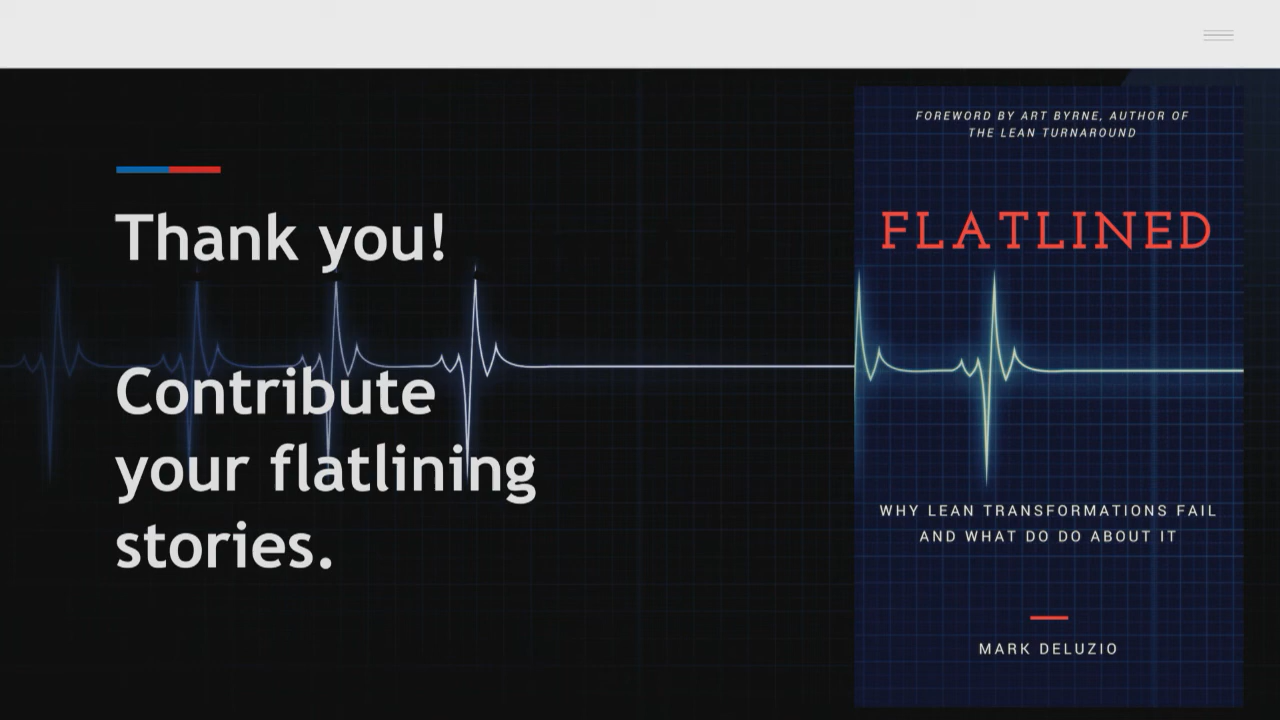 Thank you!
Contribute
your flatlining
stories.
FOREWORD BY ART BYRNE, AUTHOR OF
THE LEAN TURNAROUND
FLATLINED
WHY LEAN TRANSFORMATIONS FAIL
AND WHAT DO DO ABOUT IT
MARK DELUZIO